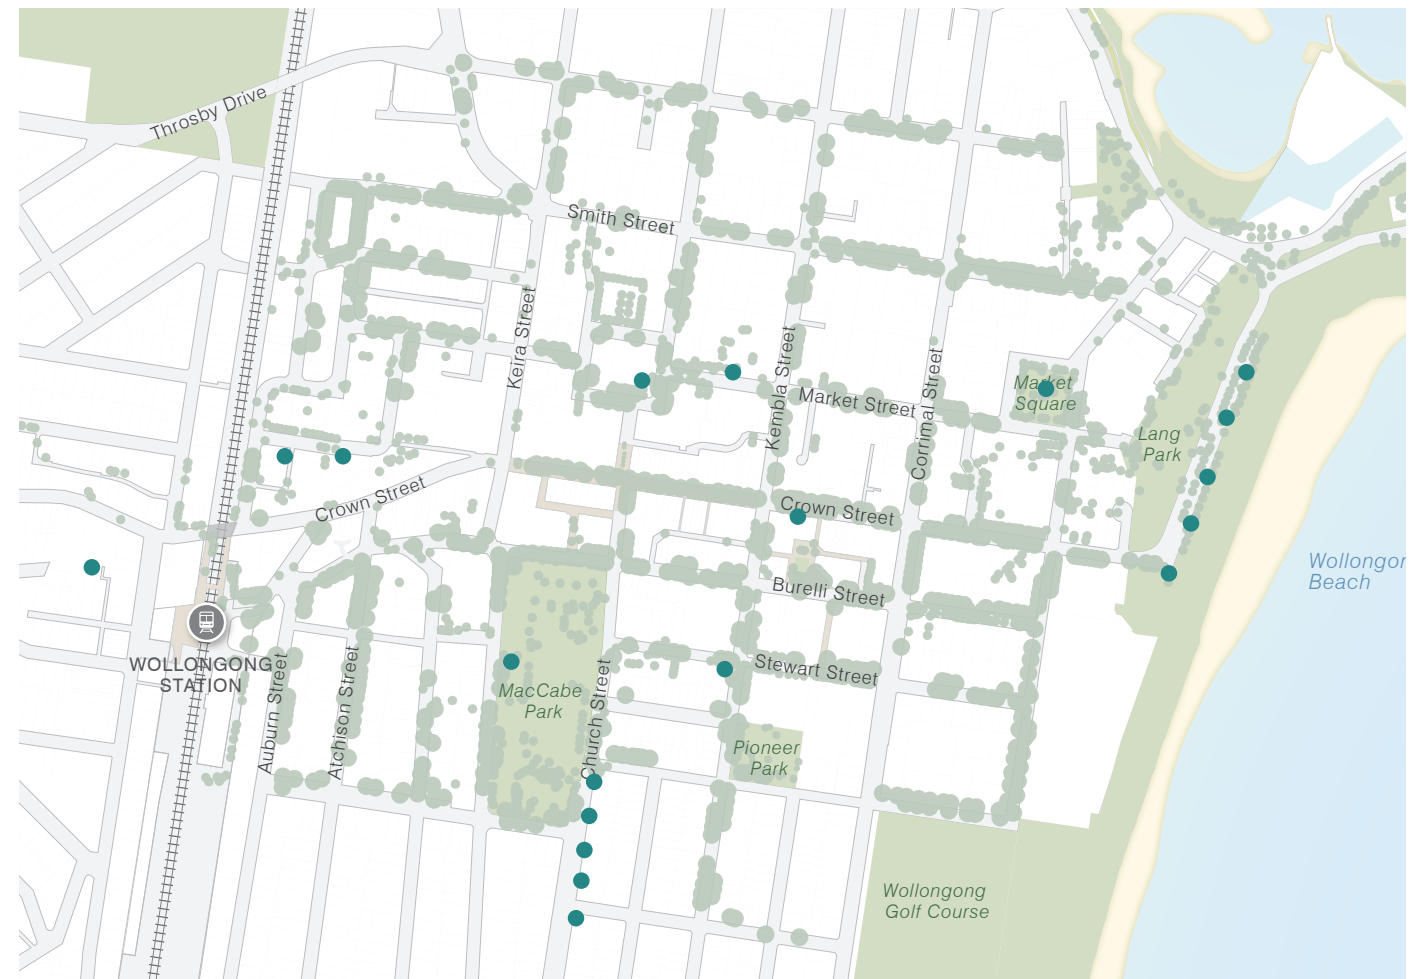 Throsby Drive
Smith Street
Keira Street
Kembla Street
Corrimal Street
Market Street
Market
Square
Lang
Park
Crown Street
Crown Street
Burelli Street
Wollongor
Beach
WOLLONGONG
STATION
Auburn Street
Atchison Street
MacCabe
Park
Church Street
Stewart Street
Pioneer
Park
Wollongong
Golf Course